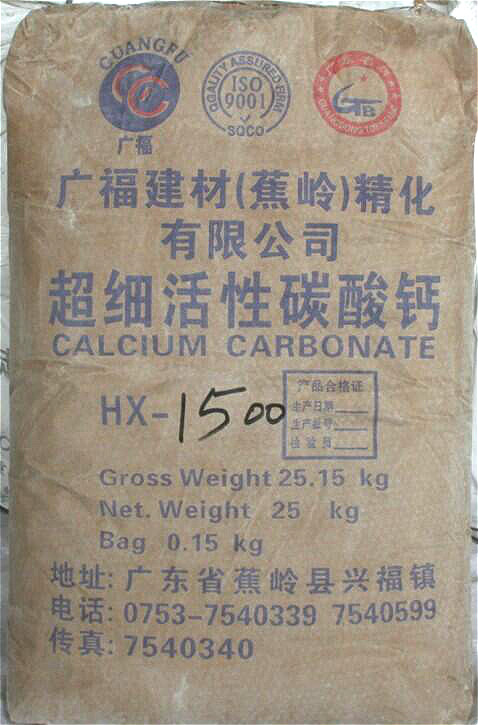 GUANGFU
广福
QUALITY ASSURED FIRM
ISO
9001
SQCC
GTB
广福建材(蕉岭)精化
有限公司
超细活性碳酸钙
CALCIUM CARBONATE
HX-1500
产品合格证
生产日期
生产批号
检验员
Gross Weight 25.15 kg
Net. Weight 25 kg
Bag 0.15 kg
地址: 广东省蕉岭县兴福镇
电话: 0753-7540339 7540599
传真: 7540340